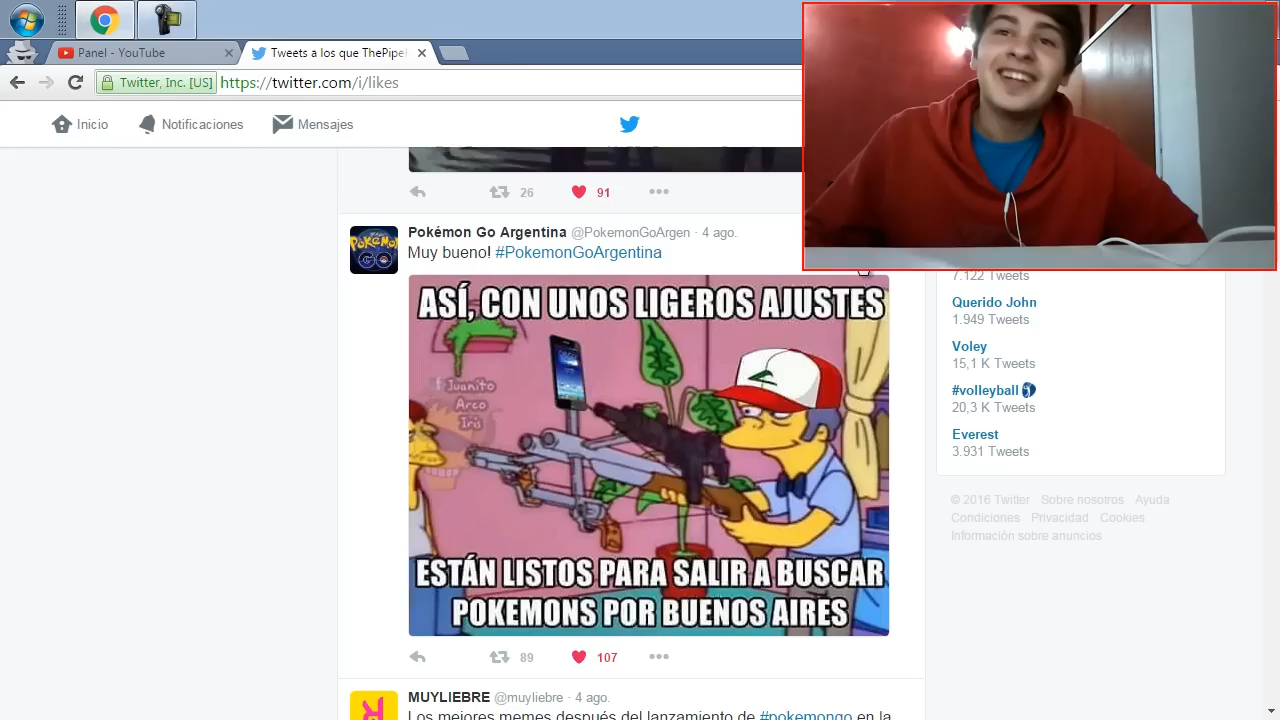 Panel - YouTube
Tweets a los que ThePipe
Twitter, Inc. [US]
https://twitter.com/i/likes
Inicio
Notificaciones
Mensajes
26
91
Pokémon Go Argentina @PokemonGoArgen · 4 ago.
Muy bueno! #PokemonGoArgentina
ASÍ, CON UNOS LIGEROS AJUSTES
Juanito
Arco
Iris
ESTÁN LISTOS PARA SALIR A BUSCAR
POKEMONS POR BUENOS AIRES
POKÉMON
GO
89
107
MUYLIEBRE @muyliebre · 4 ago.
Los mejores memes después del lanzamiento de #pokemongo en la
7.122 Tweets
Querido John
1.949 Tweets
Voley
15,1 K Tweets
#volleyball
20,3 K Tweets
Everest
3.931 Tweets
© 2016 Twitter Sobre nosotros Ayuda
Condiciones Privacidad Cookies
Información sobre anuncios